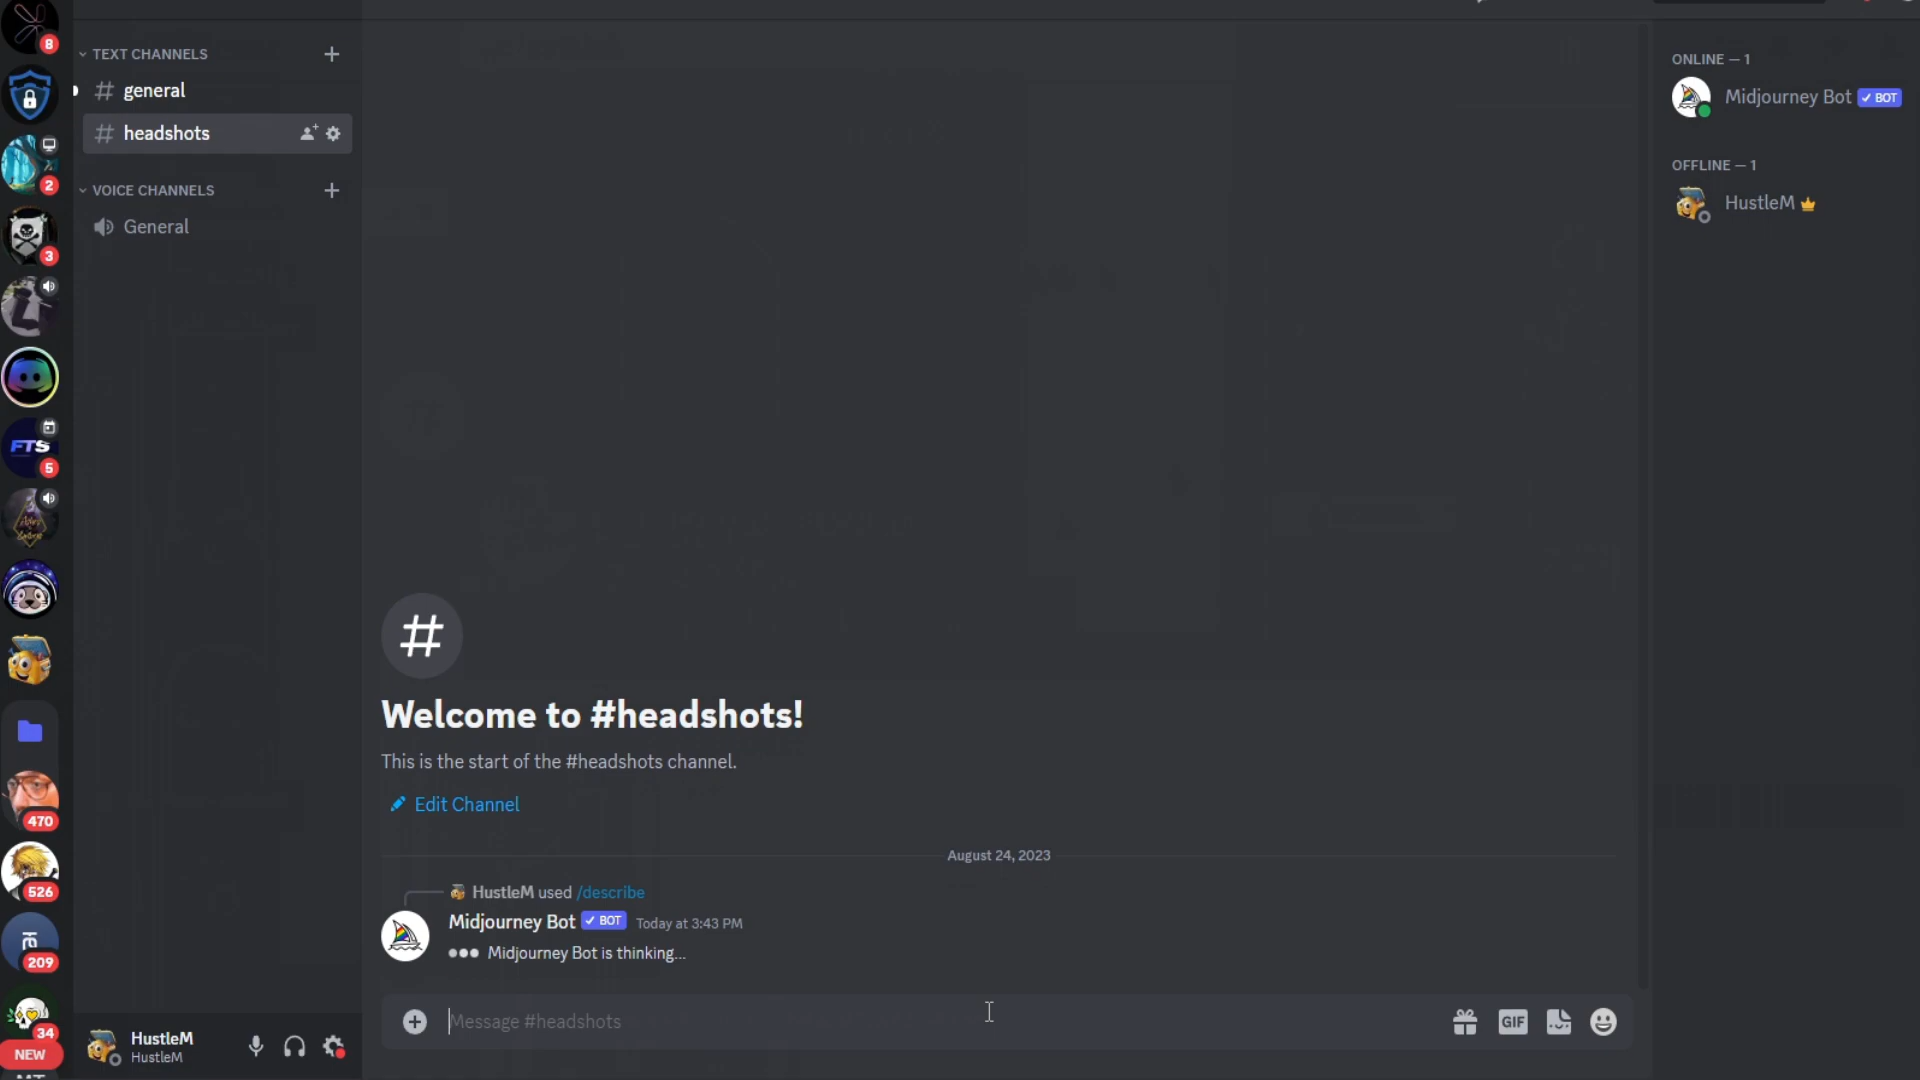 8
2
3
FTS
5
470
526
209
34
NEW
TEXT CHANNELS
general
headshots
VOICE CHANNELS
General
HustleM
HustleM
#
Welcome to #headshots!
This is the start of the #headshots channel.
Edit Channel
August 24, 2023
HustleM used /describe
Midjourney Bot ✓ BOT Today at 3:43 PM
Midjourney Bot is thinking...
Message #headshots
GIF
ONLINE — 1
Midjourney Bot ✓ BOT
OFFLINE — 1
HustleM